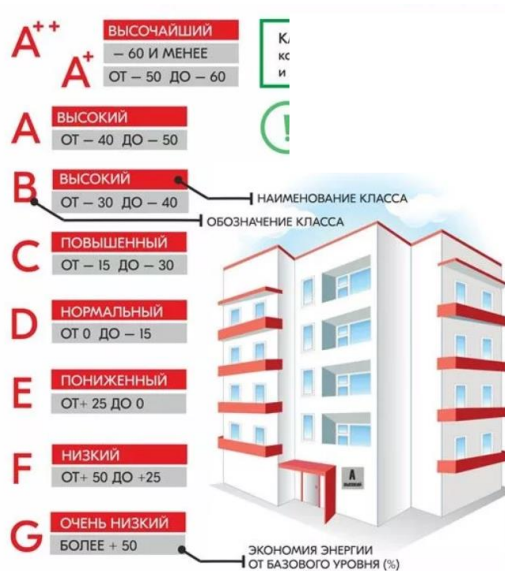 A++
ВЫСОЧАЙШИЙ
– 60 И МЕНЕЕ
A+
ОТ – 50 ДО – 60
A
ВЫСОКИЙ
ОТ – 40 ДО – 50
B
ВЫСОКИЙ
ОТ – 30 ДО – 40
НАИМЕНОВАНИЕ КЛАССА
ОБОЗНАЧЕНИЕ КЛАССА
C
ПОВЫШЕННЫЙ
ОТ – 15 ДО – 30
D
НОРМАЛЬНЫЙ
ОТ 0 ДО – 15
E
ПОНИЖЕННЫЙ
ОТ+ 25 ДО 0
F
НИЗКИЙ
ОТ+ 50 ДО +25
A
ВЫСОКИЙ
G
ОЧЕНЬ НИЗКИЙ
БОЛЕЕ + 50
ЭКОНОМИЯ ЭНЕРГИИ
ОТ БАЗОВОГО УРОВНЯ (%)